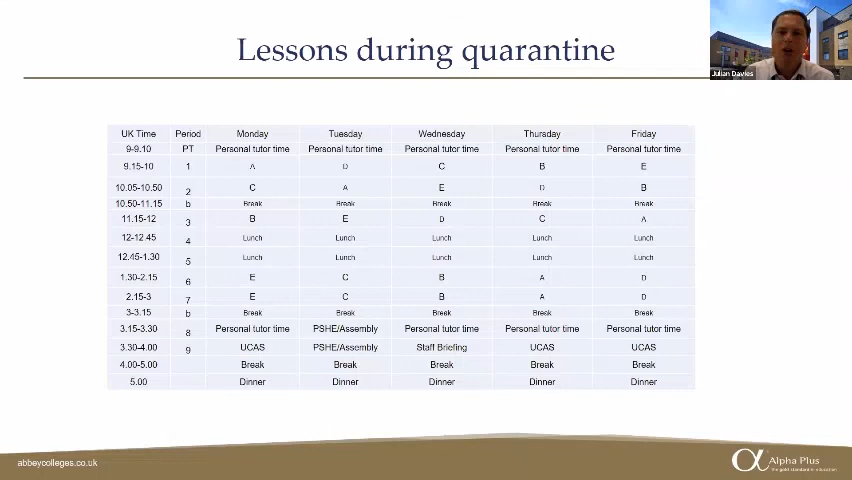 Lessons during quarantine
Julian Davies
UK Time Period Monday Tuesday Wednesday Thursday Friday
9-9.10 PT Personal tutor time Personal tutor time Personal tutor time Personal tutor time Personal tutor time
9.15-10 1 A D C B E
10.05-10.50 2 C A E D B
10.50-11.15 b Break Break Break Break Break
11.15-12 3 B E D C A
12-12.45 4 Lunch Lunch Lunch Lunch Lunch
12.45-1.30 5 Lunch Lunch Lunch Lunch Lunch
1.30-2.15 6 E C B A D
2.15-3 7 E C B A D
3-3.15 b Break Break Break Break Break
3.15-3.30 8 Personal tutor time PSHE/Assembly Personal tutor time Personal tutor time Personal tutor time
3.30-4.00 9 UCAS PSHE/Assembly Staff Briefing UCAS UCAS
4.00-5.00 Break Break Break Break Break
5.00 Dinner Dinner Dinner Dinner Dinner
abbeycolleges.co.uk
Alpha Plus
the gold standard in education